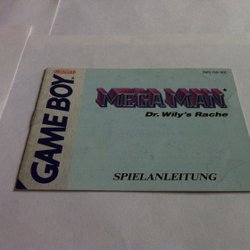 GAME BOY
MEGA MAN
Dr. Wily's Rache
SPIELANLEITUNG